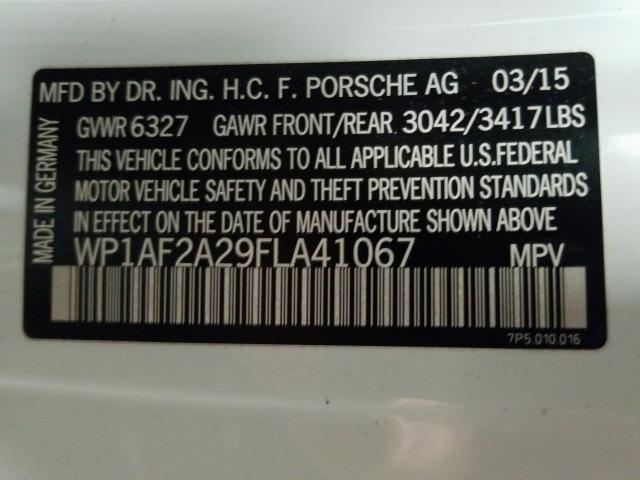 MFD BY DR. ING. H.C. F. PORSCHE AG 03/15
GVWR 6327 GAWR FRONT/REAR 3042/3417 LBS
THIS VEHICLE CONFORMS TO ALL APPLICABLE U.S.FEDERAL
MOTOR VEHICLE SAFETY AND THEFT PREVENTION STANDARDS
IN EFFECT ON THE DATE OF MANUFACTURE SHOWN ABOVE.
WP1AF2A29FLA41067 MPV
7P5.010.016
MADE IN GERMANY